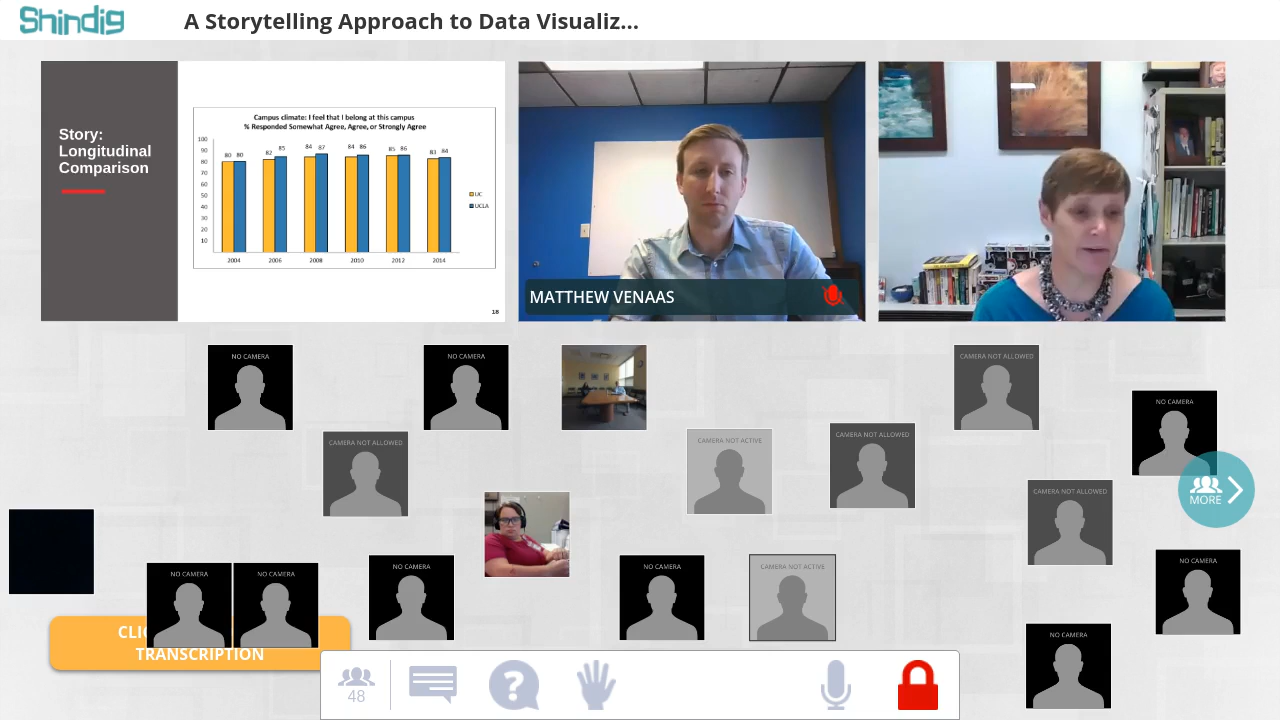 Shindig
A Storytelling Approach to Data Visualiz...
Story:
Longitudinal
Comparison
Campus climate: I feel that I belong at this campus
% Responded Somewhat Agree, Agree, or Strongly Agree
100
90
80
70
60
50
40
30
20
10
80 80 82 85 84 87 84 86 85 86 83 84
2004 2006 2008 2010 2012 2014
UC
UCLA
18
MATTHEW VENAAS
NO CAMERA
NO CAMERA
CAMERA NOT ALLOWED
NO CAMERA
CAMERA NOT ALLOWED
CAMERA NOT ACTIVE
CAMERA NOT ALLOWED
CAMERA NOT ALLOWED
MORE
NO CAMERA
NO CAMERA
NO CAMERA
NO CAMERA
CAMERA NOT ACTIVE
NO CAMERA
NO CAMERA
TRANSCRIPTION
48